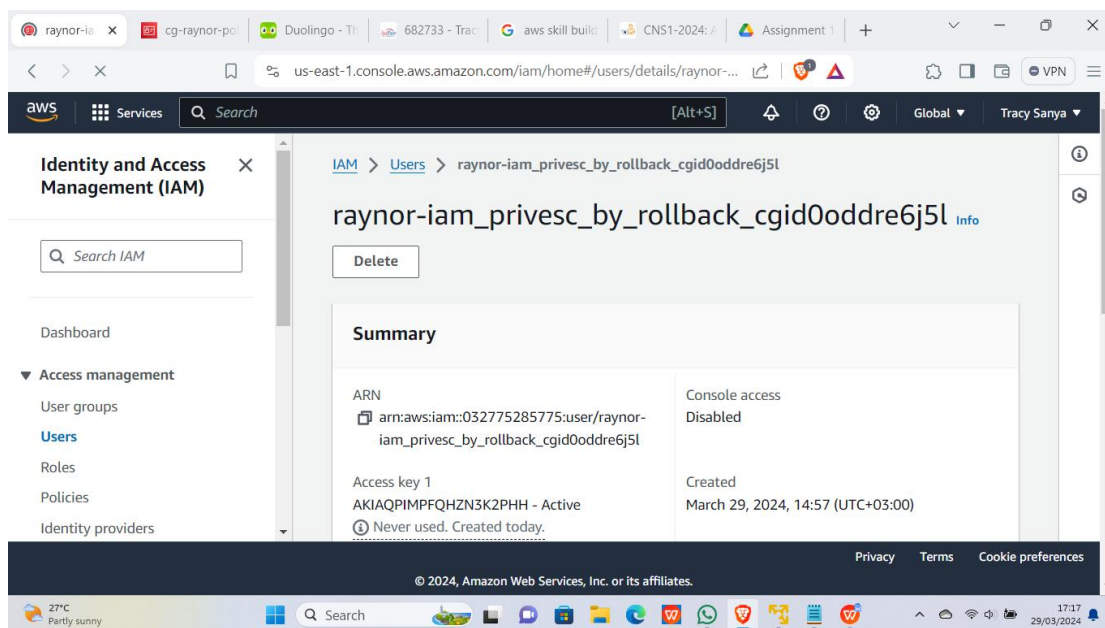 raynor-ia
cg-raynor-pol
Duolingo - Th
682733 - Trac
aws skill build
CNS1-2024: A
Assignment 1
us-east-1.console.aws.amazon.com/iam/home#/users/details/raynor-...
1
VPN
aws
Services
Search
[Alt+S]
Global
Tracy Sanya
Identity and Access
Management (IAM)
Search IAM
Dashboard
Access management
User groups
Users
Roles
Policies
Identity providers
IAM > Users > raynor-iam_privesc_by_rollback_cgid0oddre6j5l
raynor-iam_privesc_by_rollback_cgid0oddre6j5l Info
Delete
Summary
ARN
arn:aws:iam::032775285775:user/raynor-
iam_privesc_by_rollback_cgid0oddre6j5l
Console access
Disabled
Access key 1
AKIAQPIMPFQHZN3K2PHH - Active
Never used. Created today.
Created
March 29, 2024, 14:57 (UTC+03:00)
Privacy
Terms
Cookie preferences
© 2024, Amazon Web Services, Inc. or its affiliates.
27°C
Partly sunny
Search
17:17
29/03/2024